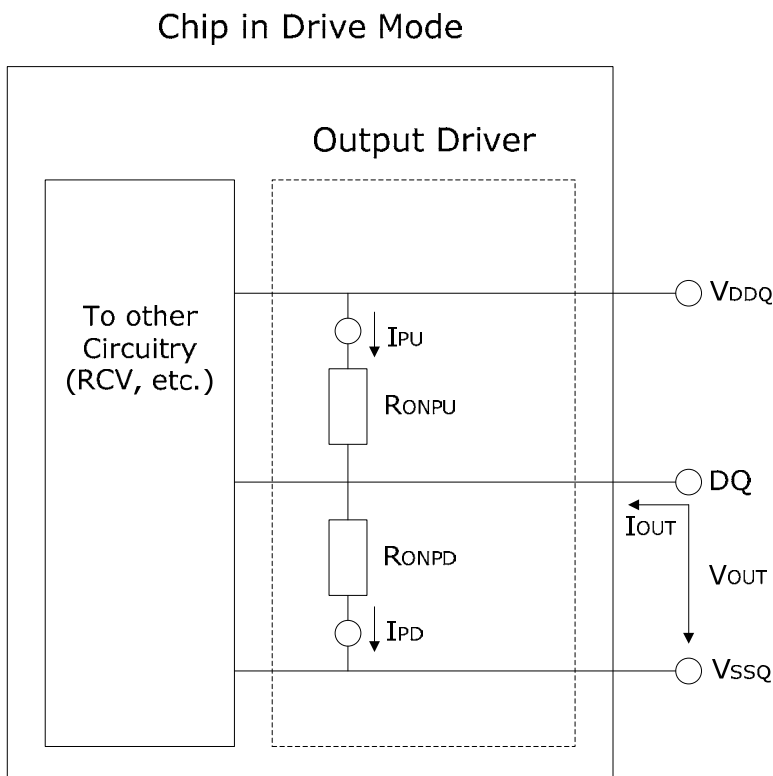 Chip in Drive Mode
Output Driver
To other
Circuitry
(RCV, etc.)
VDDQ
IPU
RONPU
DQ
IOUT
RONPD
VOUT
IPD
VSSQ